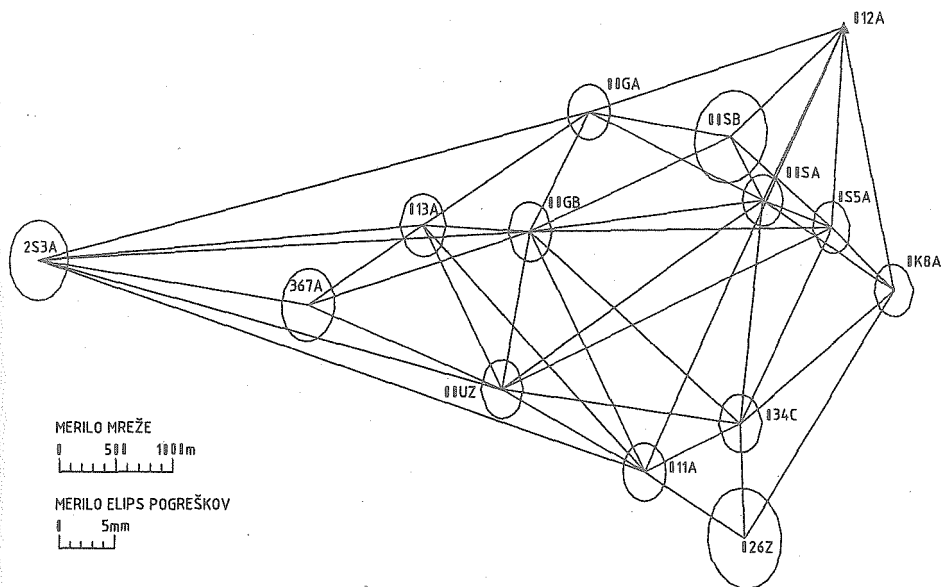 012A
00GA
00SB
00SA
0S5A
013A
00GB
2S3A
0K6A
367A
00UZ
034C
MERILO MREŽE
0 500 1000m
011A
MERILO ELIPS POGREŠKOV
0 5mm
026Z